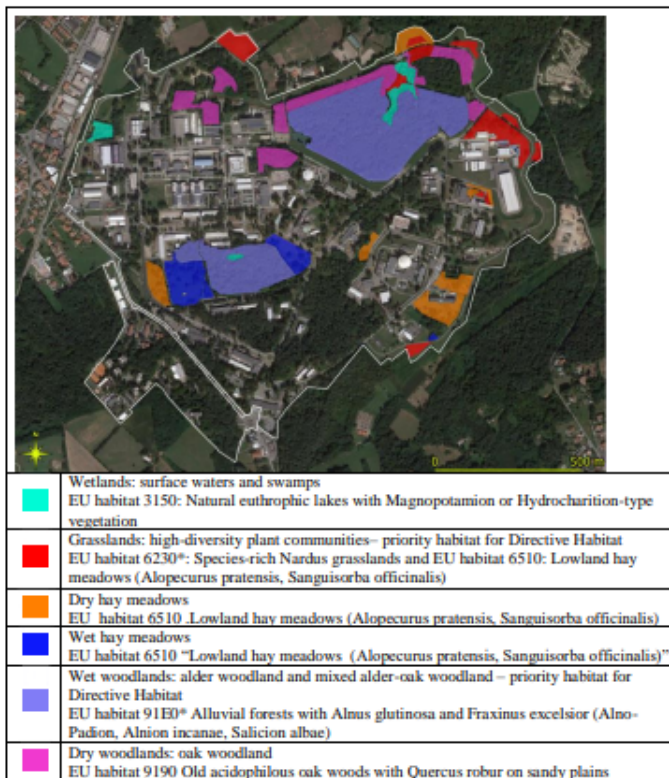 N
0
500 m
Wetlands: surface waters and swamps
EU habitat 3150: Natural euthrophic lakes with Magnopotamion or Hydrocharition-type
vegetation
Grasslands: high-diversity plant communities– priority habitat for Directive Habitat
EU habitat 6230*: Species-rich Nardus grasslands and EU habitat 6510: Lowland hay
meadows (Alopecurus pratensis, Sanguisorba officinalis)
Dry hay meadows
EU habitat 6510 .Lowland hay meadows (Alopecurus pratensis, Sanguisorba officinalis)
Wet hay meadows
EU habitat 6510 “Lowland hay meadows (Alopecurus pratensis, Sanguisorba officinalis)”
Wet woodlands: alder woodland and mixed alder-oak woodland – priority habitat for
Directive Habitat
EU habitat 91E0* Alluvial forests with Alnus glutinosa and Fraxinus excelsior (Alno-
Padion, Alnion incanae, Salicion albae)
Dry woodlands: oak woodland
EU habitat 9190 Old acidophilous oak woods with Quercus robur on sandy plains